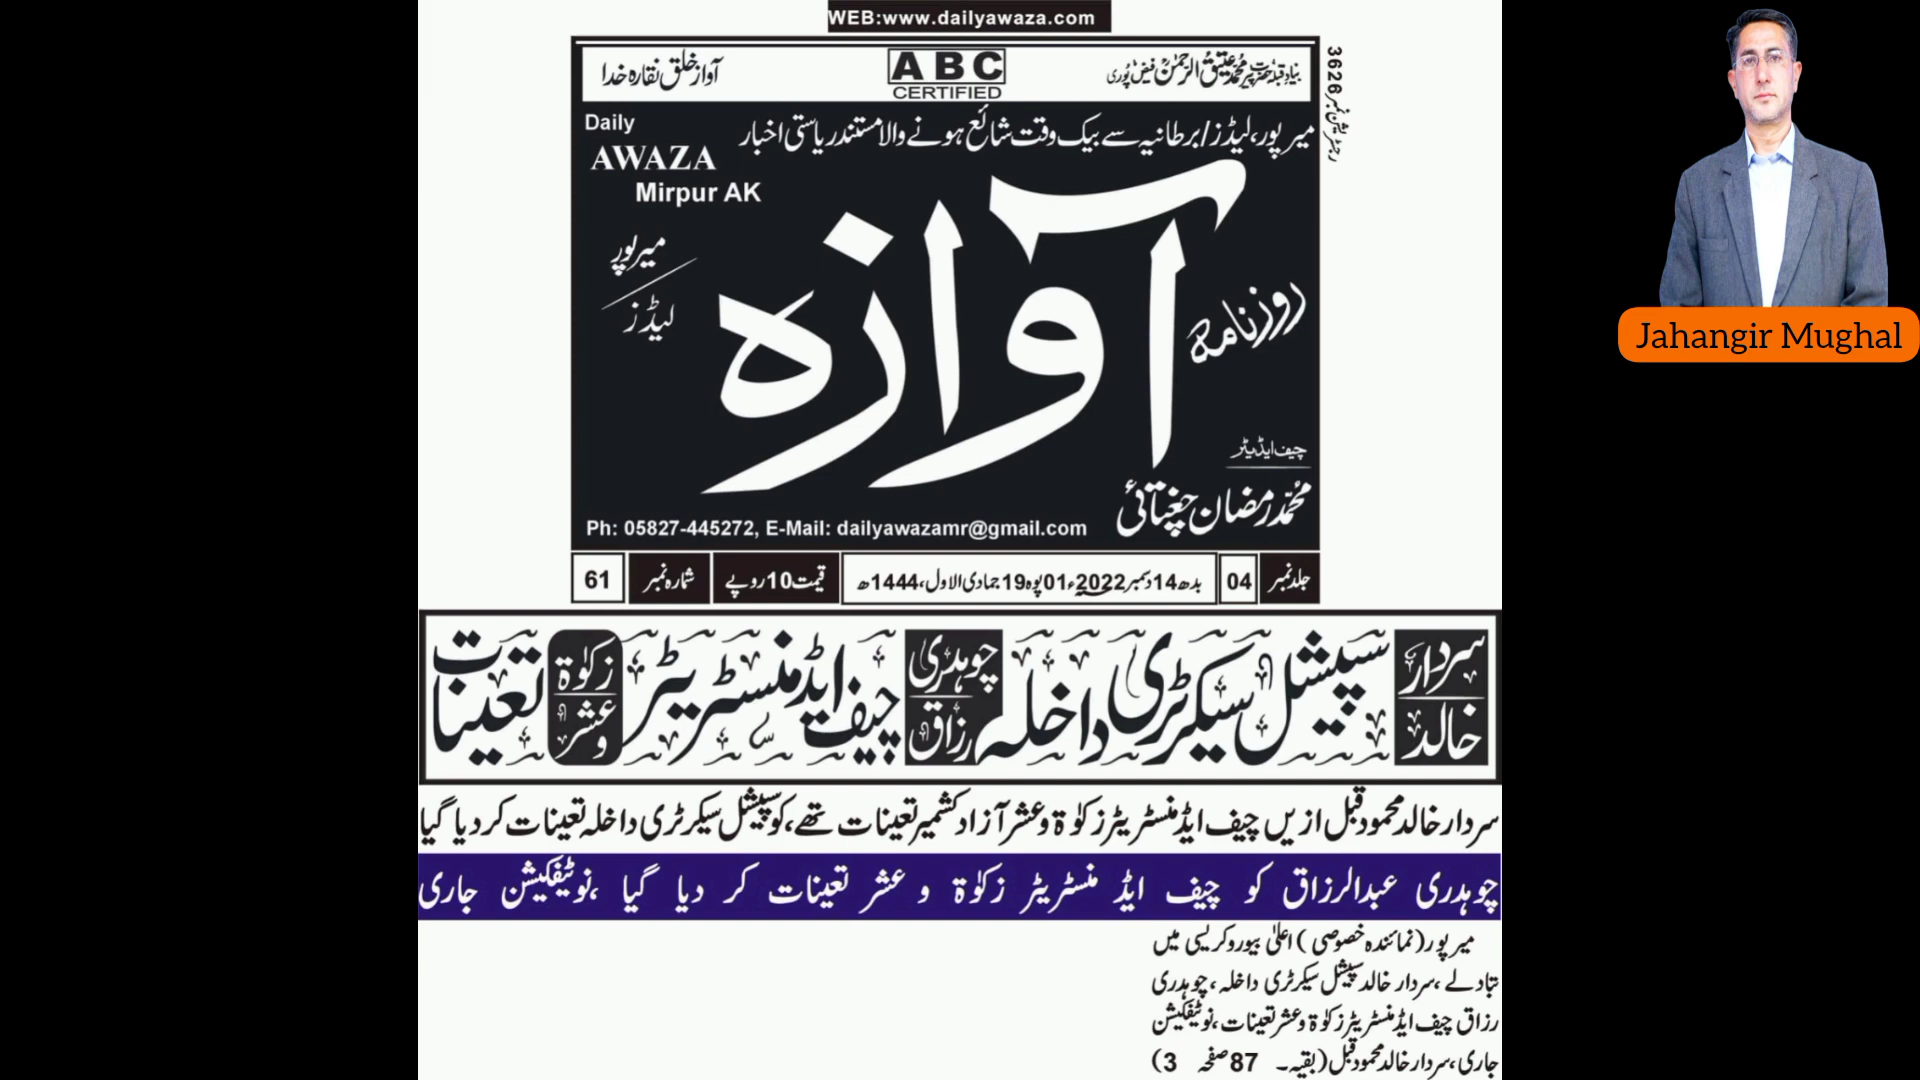 WEB:www.dailyawaza.com
آواز خلق نقارہ خدا
ABC
CERTIFIED
رجسٹریشن نمبر 3626
Daily
AWAZA
Mirpur AK
میرپور،لیڈز/برطانیہ سے بیک وقت شائع ہونے والا مستند ریاستی اخبار
میرپور
لیڈز
روزنامہ
آوازہ
چیف ایڈیٹر
محمد رمضان چغتائی
Ph: 05827-445272, E-Mail: dailyawazamr@gmail.com
جلد نمبر 04 بدھ 14 دسمبر 2022ء 01 پوہ 19 جمادی الاول، 1444ھ قیمت 10 روپے شمارہ نمبر 61
سردار خالد سپیشل سیکرٹری داخلہ چوہدری رزاق چیف ایڈمنسٹریٹر زکوٰۃ و عشر تعینات
سردار خالد محمود قبل ازیں چیف ایڈمنسٹریٹر زکوٰۃ و عشر آزاد کشمیر تعینات تھے، کو سپیشل سیکرٹری داخلہ تعینات کر دیا گیا
چوہدری عبدالرزاق کو چیف ایڈ منسٹریٹر زکوٰۃ و عشر تعینات کر دیا گیا ،نوٹیفکیشن جاری
میرپور(نمائندہ خصوصی) اعلیٰ بیوروکریسی میں
تبادلے ،سردار خالد سپیشل سیکرٹری داخلہ ، چوہدری
رزاق چیف ایڈمنسٹریٹر زکوٰۃ و عشر تعینات ،نوٹیفکیشن
جاری ،سردار خالد محمود قبل (بقیہ۔ 87 صفحہ 3)
Jahangir Mughal